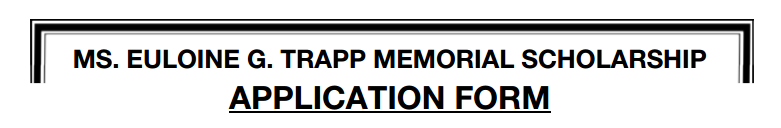 MS. EULOINE G. TRAPP MEMORIAL SCHOLARSHIP
APPLICATION FORM